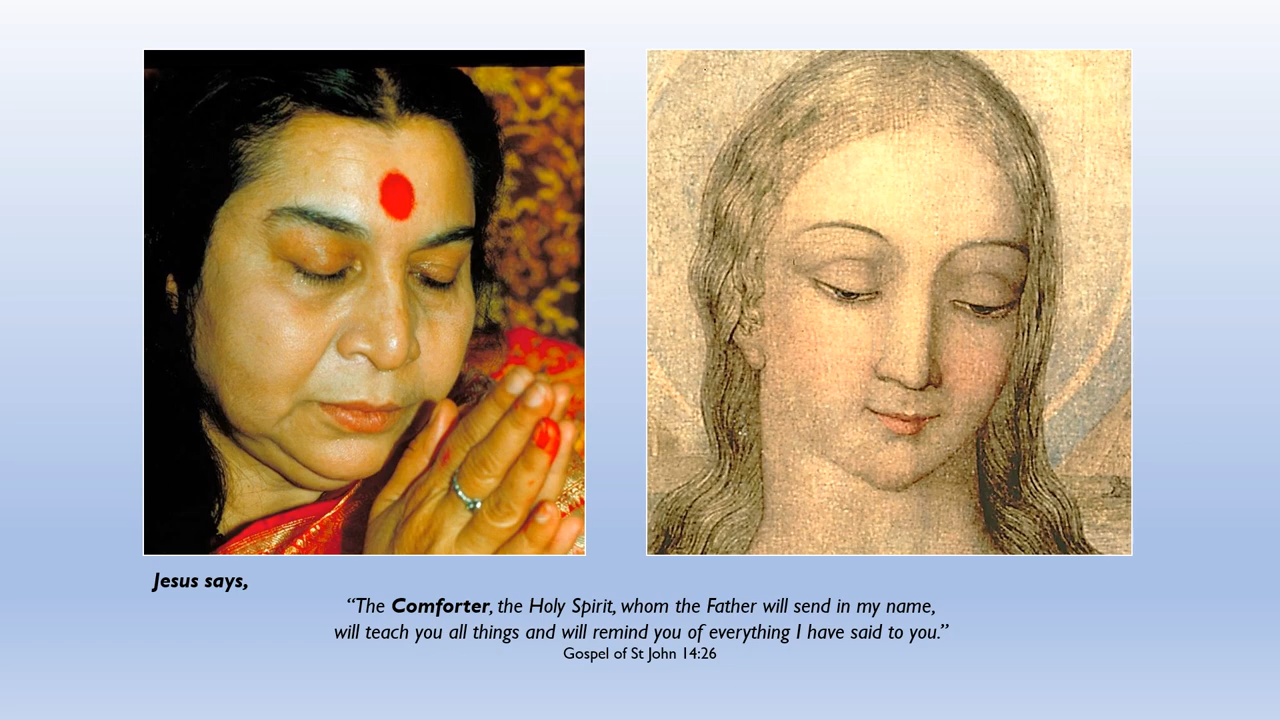 Jesus says,
“The Comforter, the Holy Spirit, whom the Father will send in my name,
will teach you all things and will remind you of everything I have said to you.”
Gospel of St John 14:26